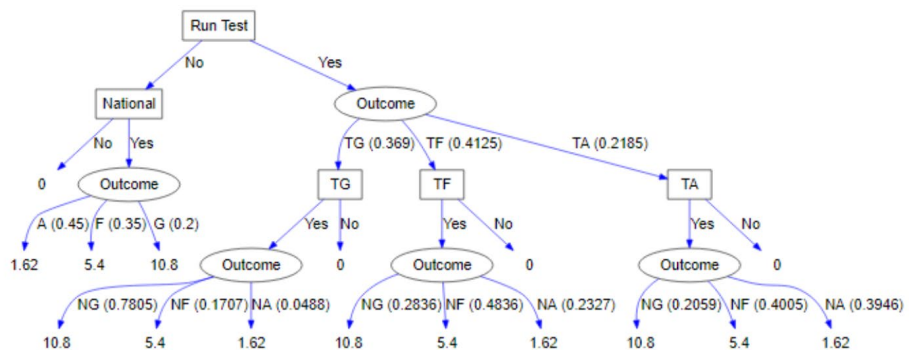 Run Test
No
Yes
National
Outcome
No
Yes
TG (0.369)
TF (0.4125)
TA (0.2185)
0
Outcome
TG
TF
TA
A (0.45)
F (0.35)
G (0.2)
Yes
No
Yes
No
Yes
No
1.62
5.4
10.8
Outcome
0
Outcome
0
Outcome
0
NG (0.7805)
NF (0.1707)
NA (0.0488)
NG (0.2836)
NF (0.4836)
NA (0.2327)
NG (0.2059)
NF (0.4005)
NA (0.3946)
10.8
5.4
1.62
10.8
5.4
1.62
10.8
5.4
1.62